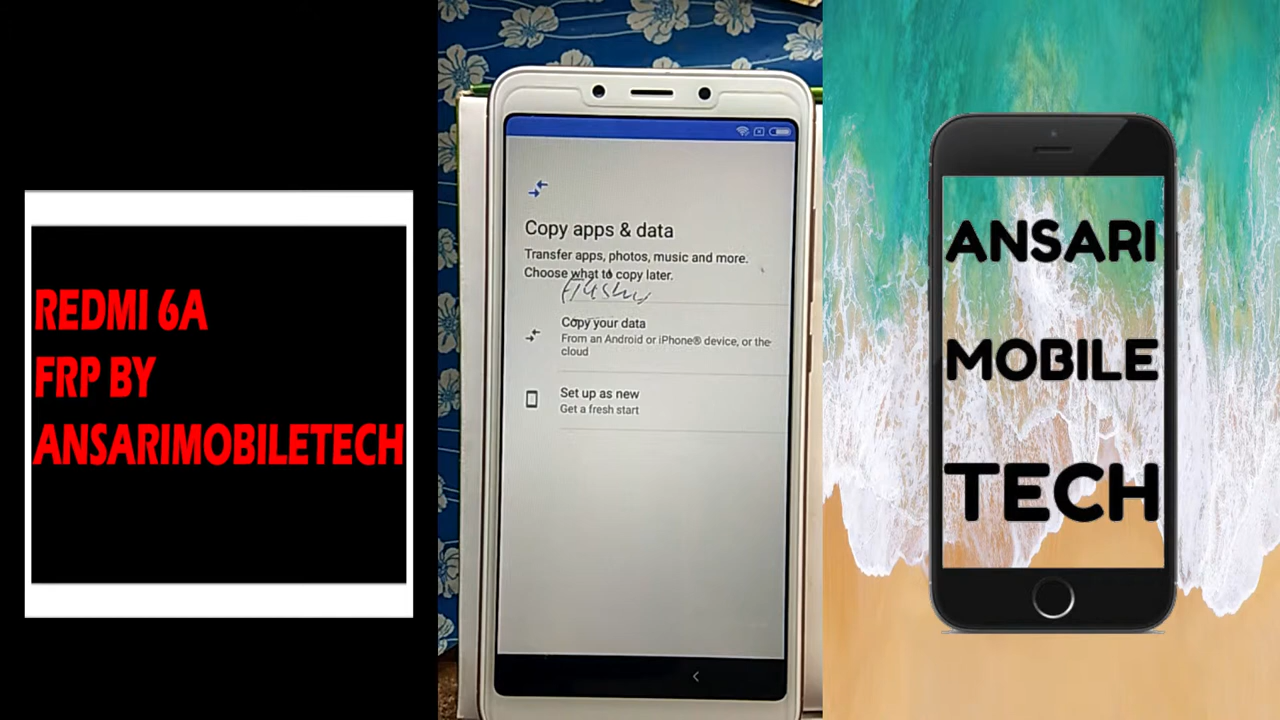 REDMI 6A
FRP BY
ANSARIMOBILETECH
Copy apps & data
Transfer apps, photos, music and more.
Choose what to copy later.
Copy your data
From an Android or iPhone® device, or the
cloud
Set up as new
Get a fresh start
ANSARI
MOBILE
TECH